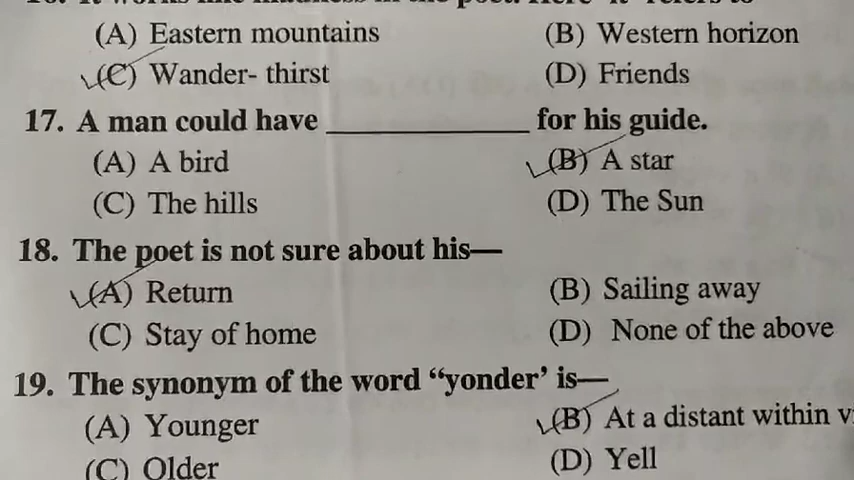 (A) Eastern mountains (B) Western horizon
(C) Wander- thirst (D) Friends
17. A man could have ____________ for his guide.
(A) A bird (B) A star
(C) The hills (D) The Sun
18. The poet is not sure about his—
(A) Return (B) Sailing away
(C) Stay of home (D) None of the above
19. The synonym of the word “yonder’ is—
(A) Younger (B) At a distant within
(C) Older (D) Yell